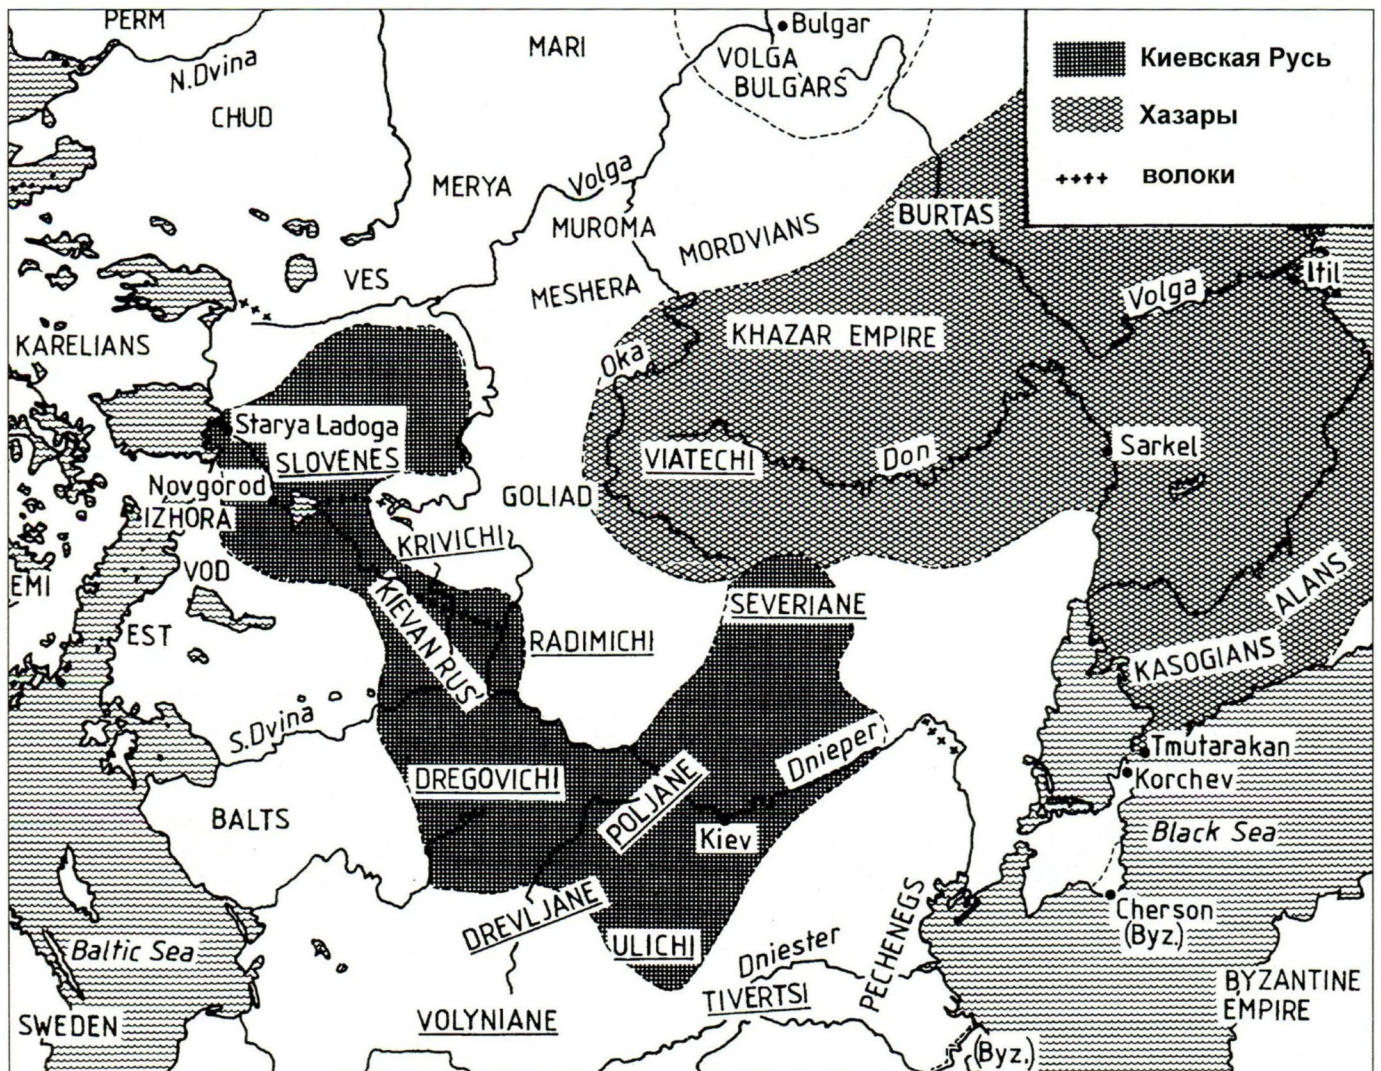 PERM
N. Dvina
CHUD
MARI
Bulgar
VOLGA
BULGARS
Киевская Русь
Хазары
волоки
MERYA
Volga
MUROMA
MORDVIANS
BURTAS
VES
MESHERA
Itil
Volga
KARELIANS
KHAZAR EMPIRE
Oka
Starya Ladoga
SLOVENES
VIATECHI
Don
Sarkel
Novgorod
IZHORA
GOLIAD
KRIVICHI
VOD
EMI
KIEVAN RUS'
SEVERIANE
ALANS
EST
RADIMICHI
KASOGIANS
S. Dvina
Tmutarakan
DREGOVICHI
Dnieper
Korchev
BALTS
POLJANE
Kiev
Black Sea
Cherson
(Byz.)
DREVLJANE
ULICHI
PECHENEGS
Baltic Sea
Dniester
BYZANTINE
EMPIRE
TIVERTSI
SWEDEN
VOLYNIANE
(Byz.)